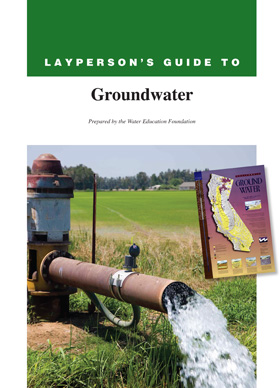 LAYPERSON'S GUIDE TO
Groundwater
Prepared by the Water Education Foundation
GROUND
WATER